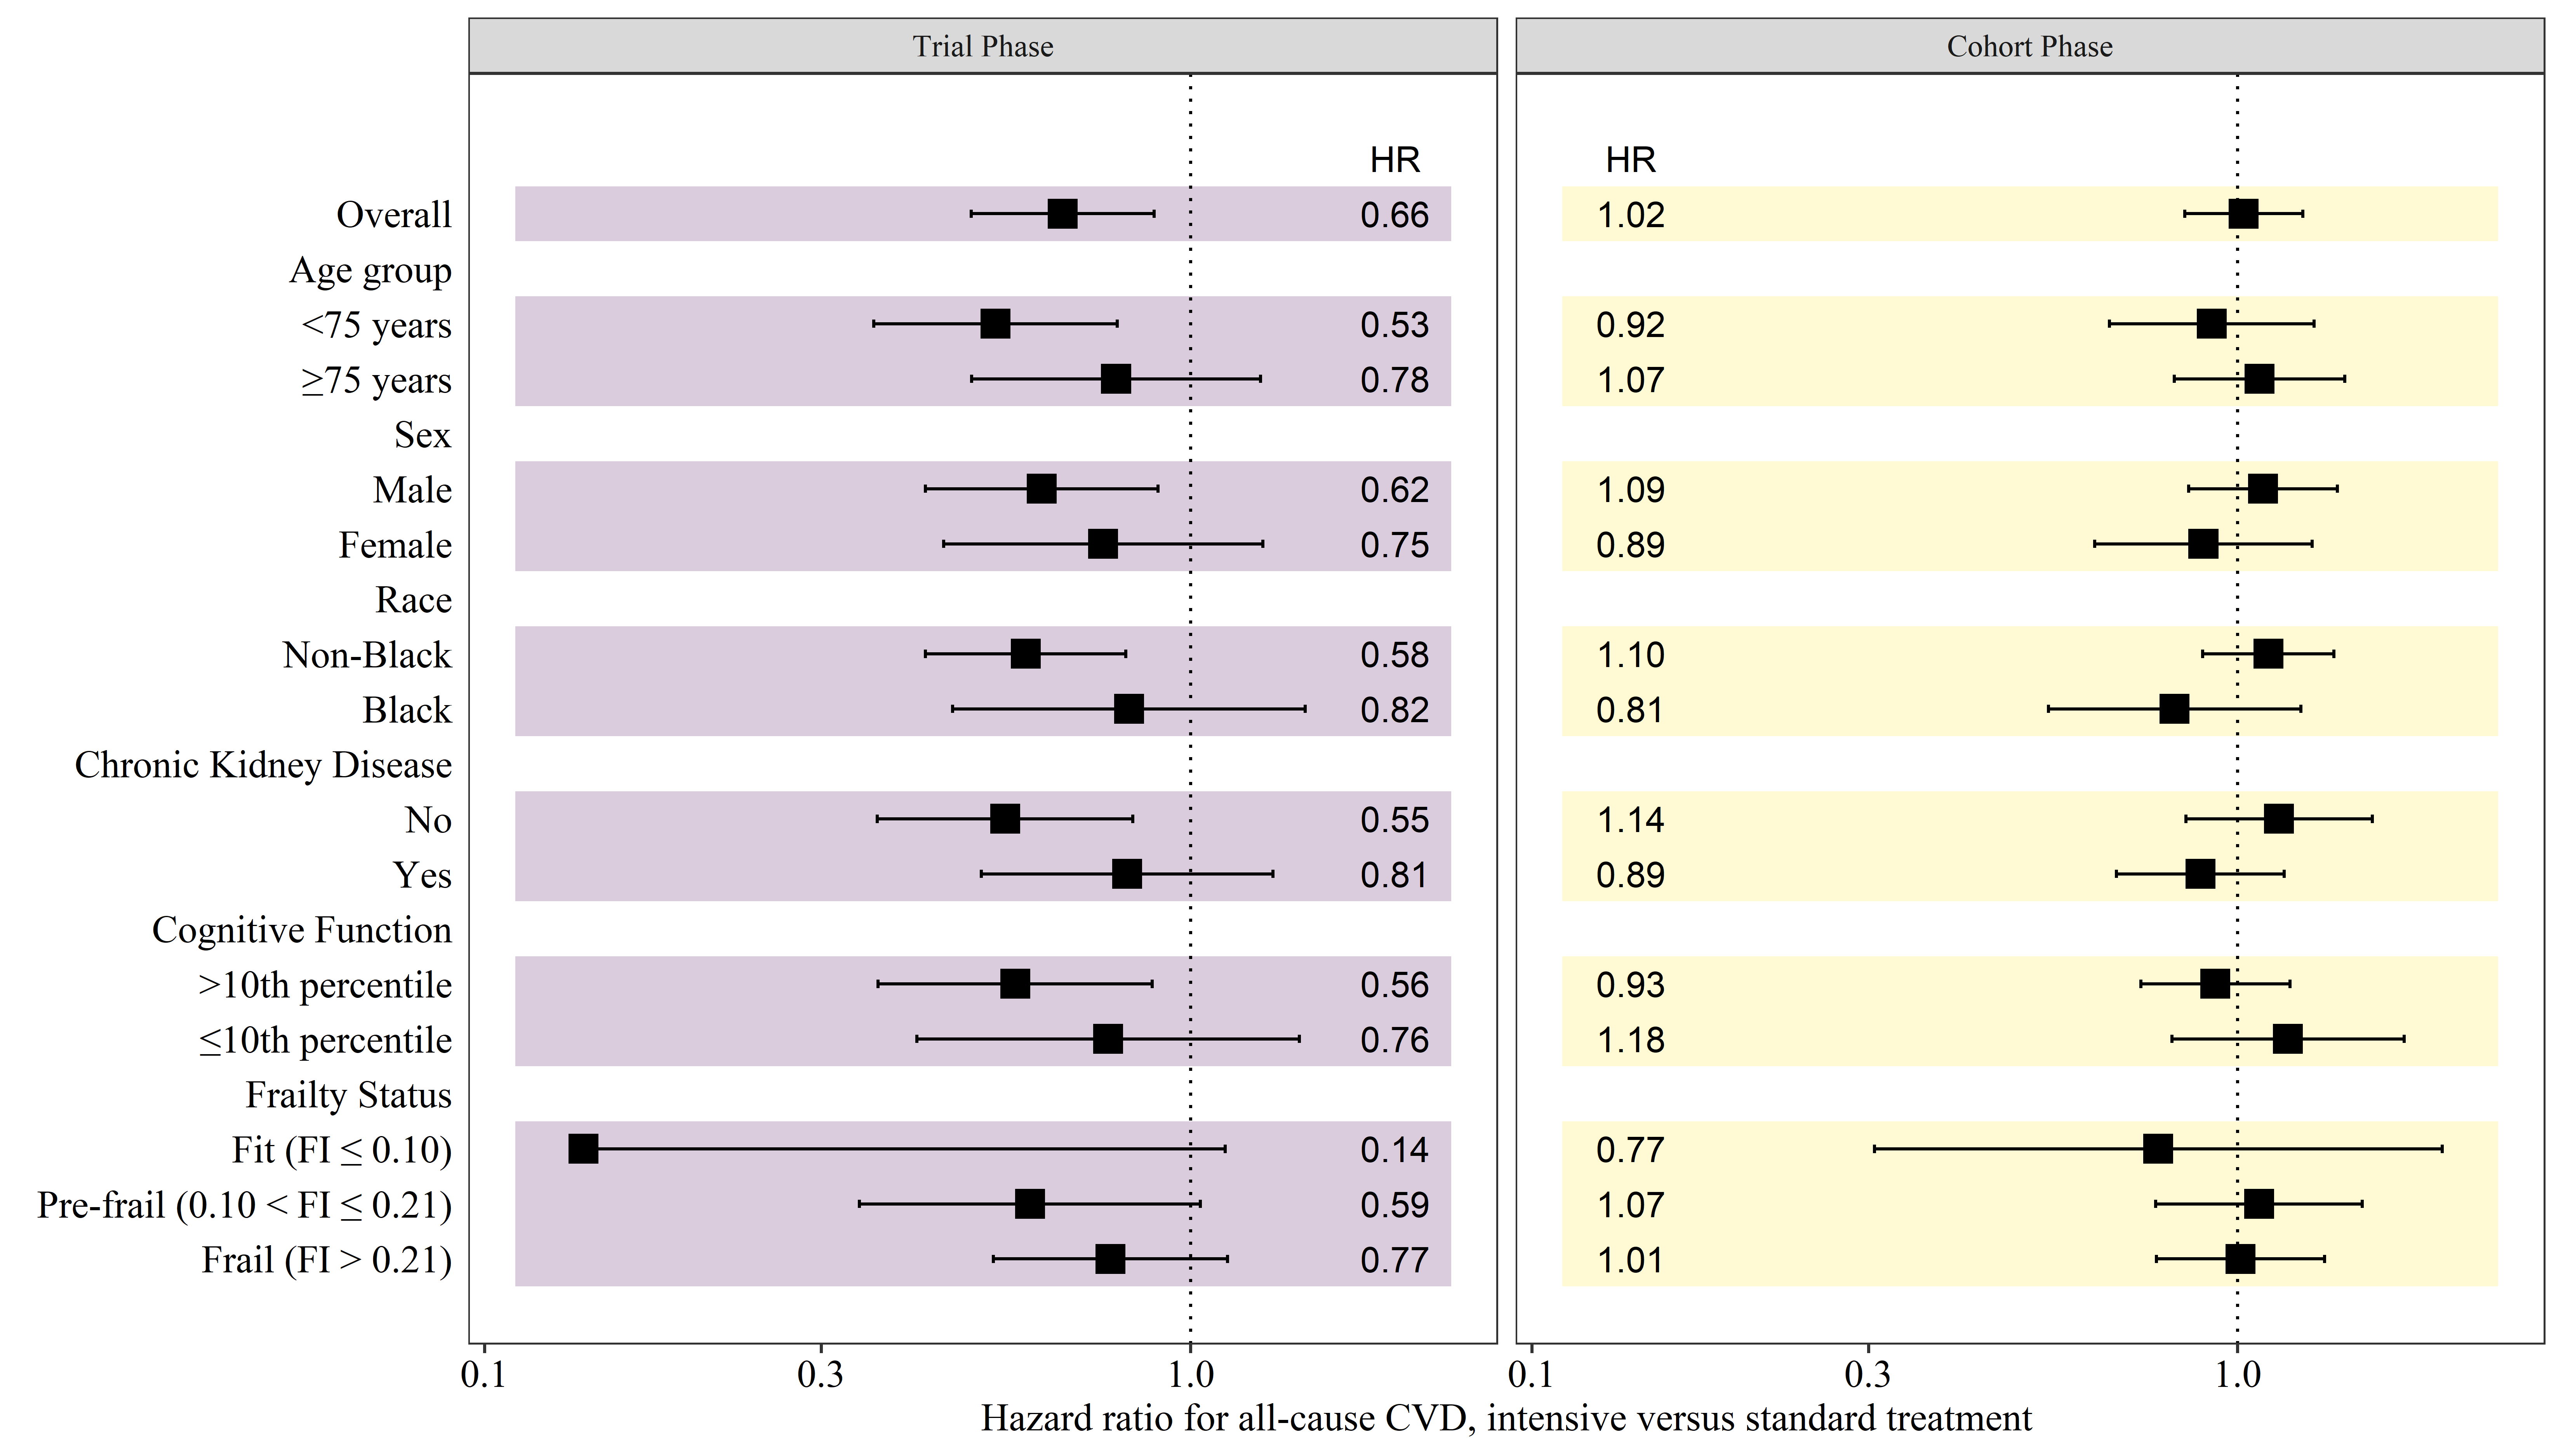 Trial Phase Cohort Phase
HR HR
Overall 0.66 1.02
Age group
<75 years 0.53 0.92
≥75 years 0.78 1.07
Sex
Male 0.62 1.09
Female 0.75 0.89
Race
Non-Black 0.58 1.10
Black 0.82 0.81
Chronic Kidney Disease
No 0.55 1.14
Yes 0.81 0.89
Cognitive Function
>10th percentile 0.56 0.93
≤10th percentile 0.76 1.18
Frailty Status
Fit (FI ≤ 0.10) 0.14 0.77
Pre-frail (0.10 < FI ≤ 0.21) 0.59 1.07
Frail (FI > 0.21) 0.77 1.01
0.1 0.3 1.0 0.1 0.3 1.0
Hazard ratio for all-cause CVD, intensive versus standard treatment